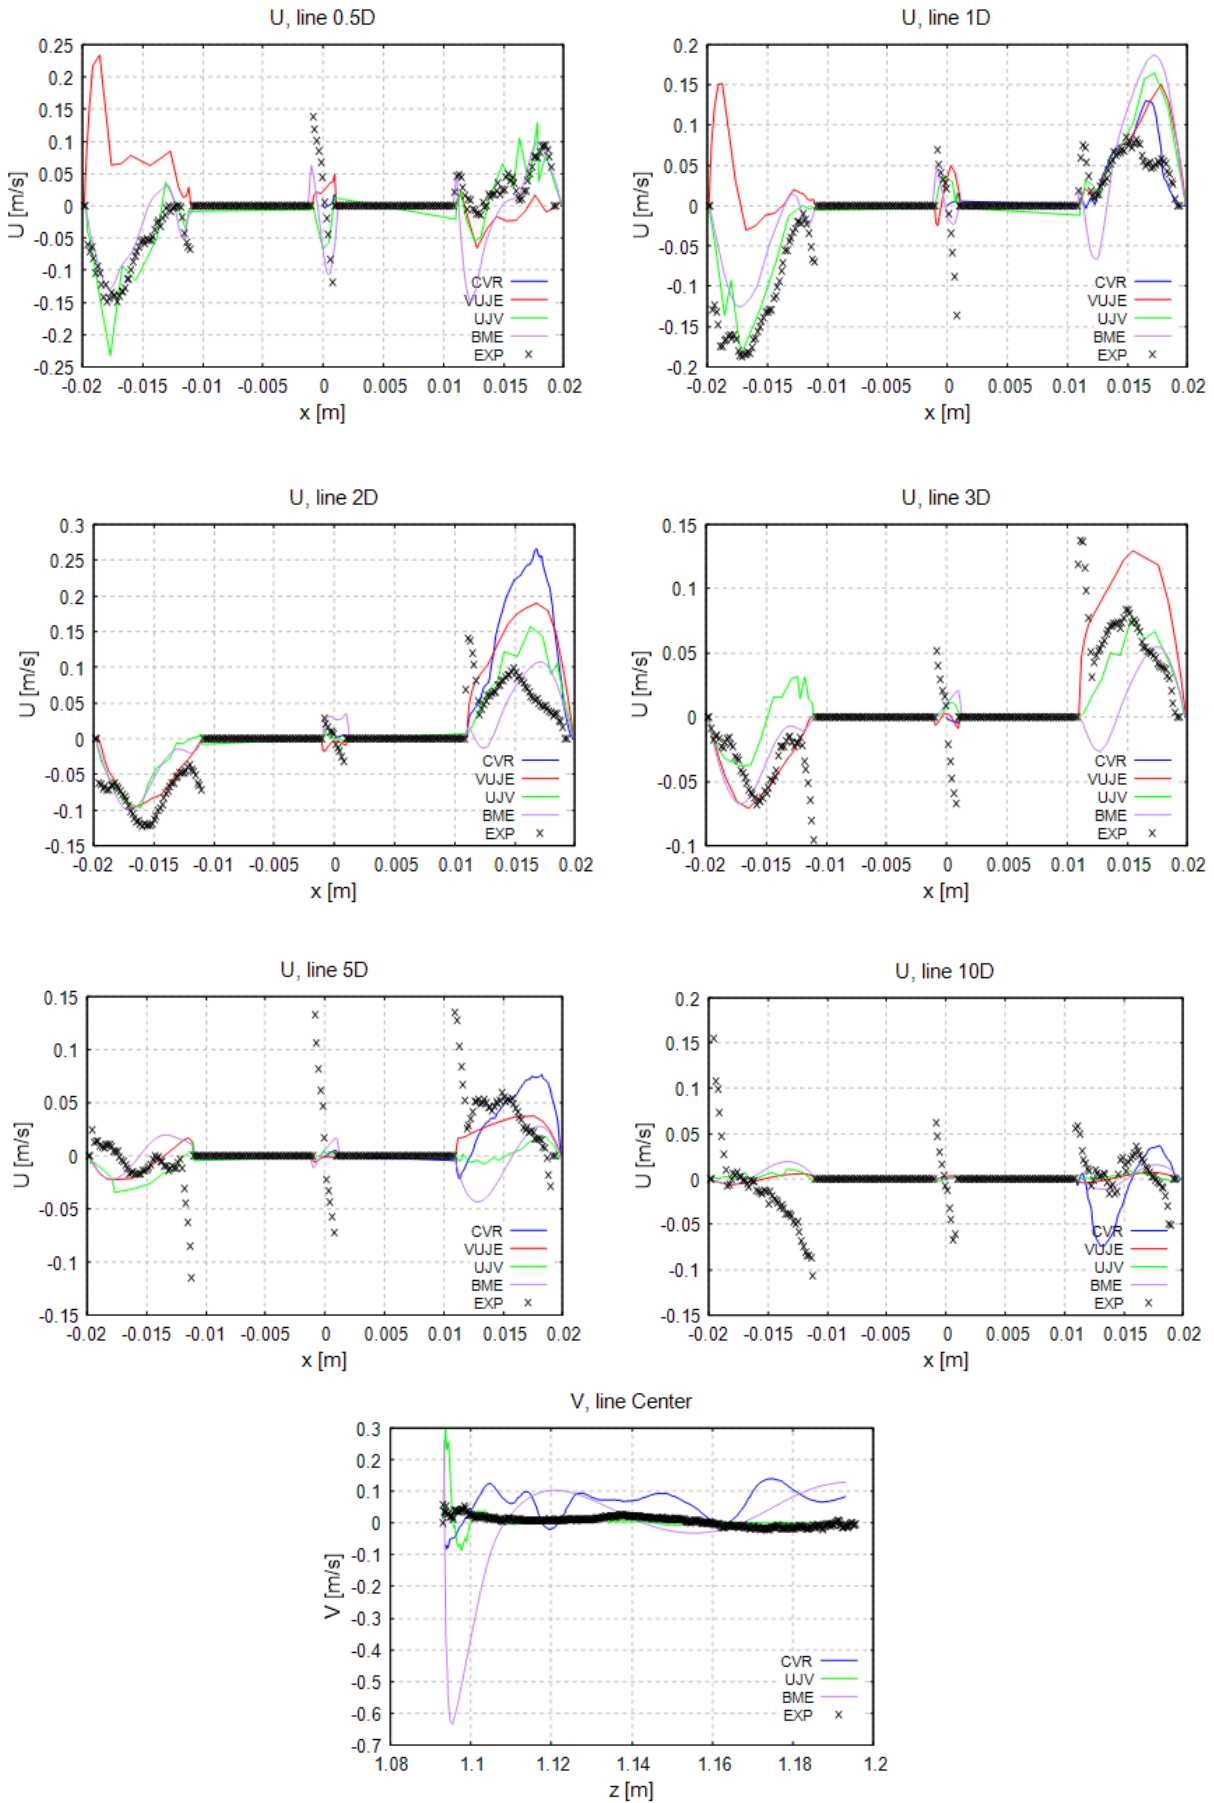 U, line 0.5D
0.25
0.2
0.15
0.1
0.05
0
-0.05
-0.1
-0.15
-0.2
-0.25
U [m/s]
CVR
VUJE
UJV
BME
EXP
-0.02 -0.015 -0.01 -0.005 0 0.005 0.01 0.015 0.02
x [m]
U, line 1D
0.2
0.15
0.1
0.05
0
-0.05
-0.1
-0.15
-0.2
U [m/s]
CVR
VUJE
UJV
BME
EXP
-0.02 -0.015 -0.01 -0.005 0 0.005 0.01 0.015 0.02
x [m]
U, line 2D
0.3
0.25
0.2
0.15
0.1
0.05
0
-0.05
-0.1
-0.15
U [m/s]
CVR
VUJE
UJV
BME
EXP
-0.02 -0.015 -0.01 -0.005 0 0.005 0.01 0.015 0.02
x [m]
U, line 3D
0.15
0.1
0.05
0
-0.05
-0.1
U [m/s]
CVR
VUJE
UJV
BME
EXP
-0.02 -0.015 -0.01 -0.005 0 0.005 0.01 0.015 0.02
x [m]
U, line 5D
0.15
0.1
0.05
0
-0.05
-0.1
-0.15
U [m/s]
CVR
VUJE
UJV
BME
EXP
-0.02 -0.015 -0.01 -0.005 0 0.005 0.01 0.015 0.02
x [m]
U, line 10D
0.2
0.15
0.1
0.05
0
-0.05
-0.1
-0.15
U [m/s]
CVR
VUJE
UJV
BME
EXP
-0.02 -0.015 -0.01 -0.005 0 0.005 0.01 0.015 0.02
x [m]
V, line Center
0.3
0.2
0.1
0
-0.1
-0.2
-0.3
-0.4
-0.5
-0.6
-0.7
V [m/s]
CVR
UJV
BME
EXP
1.08 1.1 1.12 1.14 1.16 1.18 1.2
z [m]